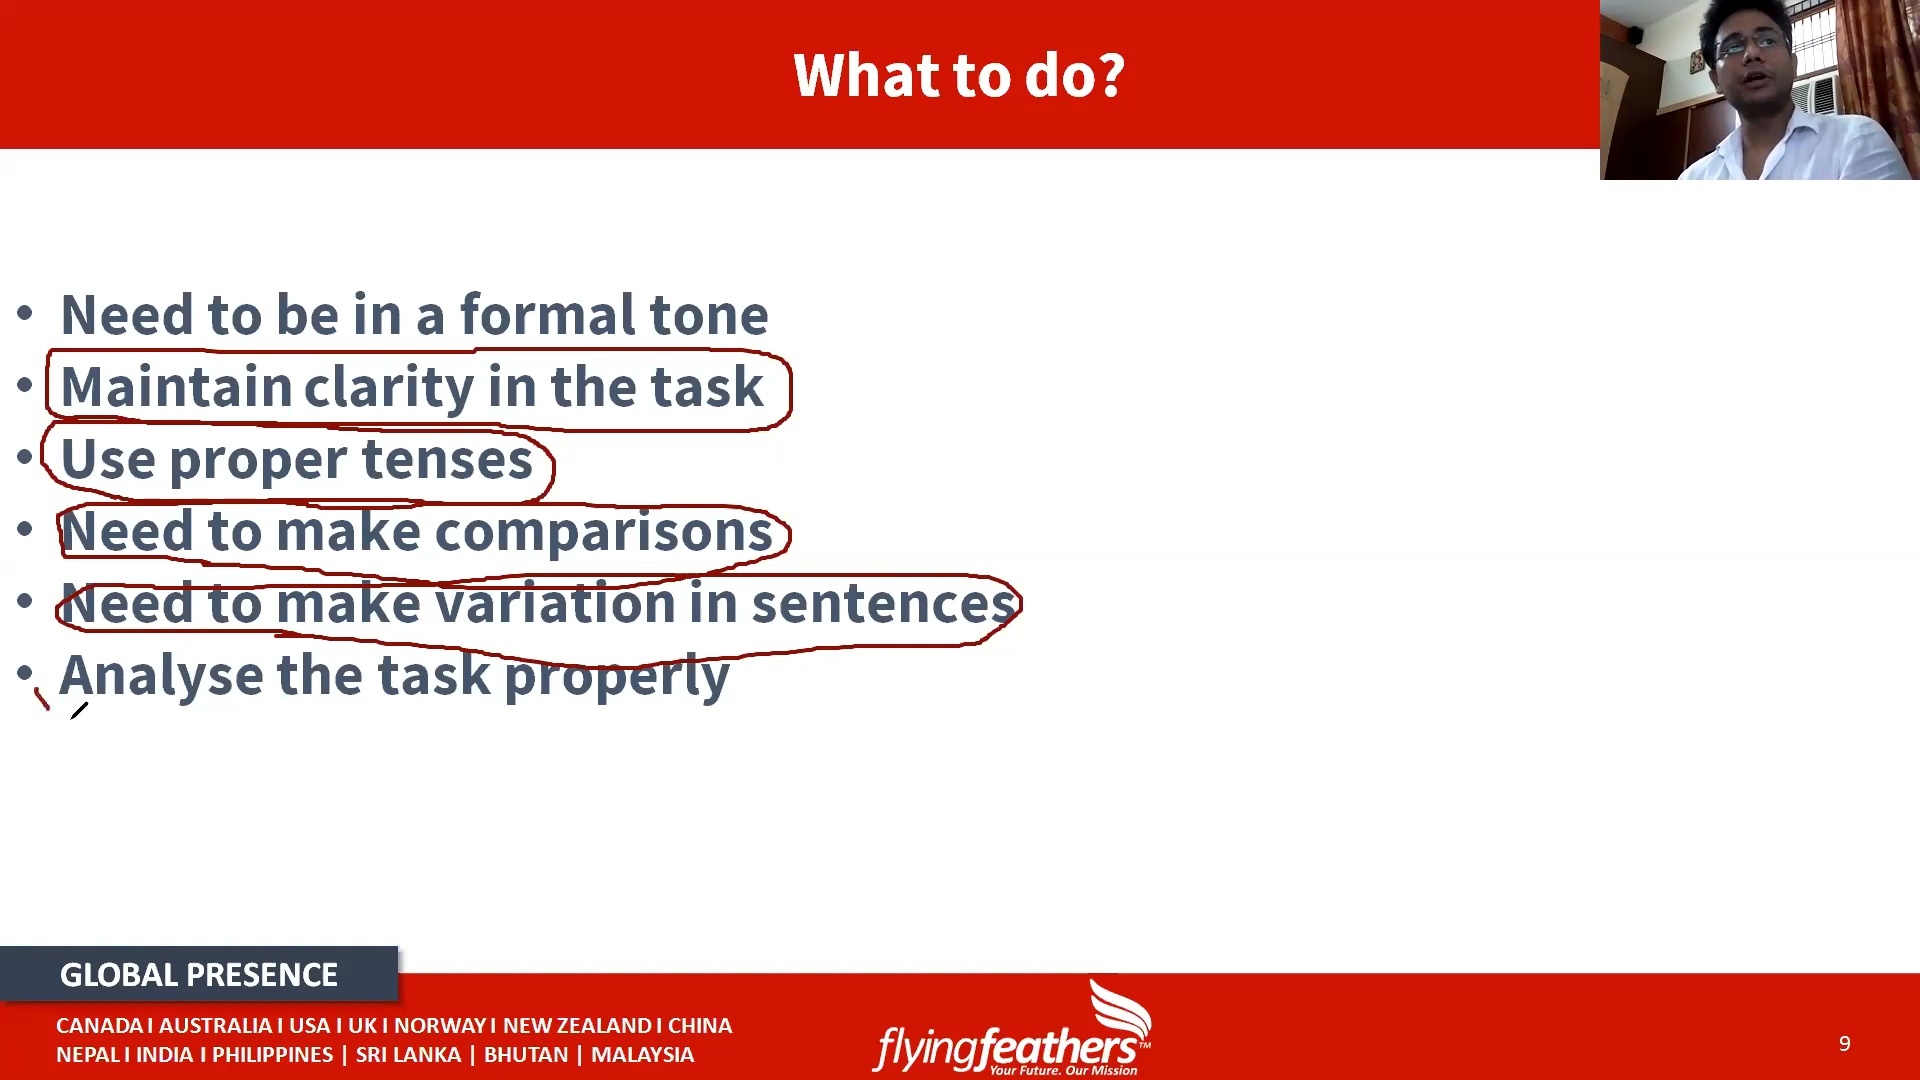 What to do?
• Need to be in a formal tone
• Maintain clarity in the task
• Use proper tenses
• Need to make comparisons
• Need to make variation in sentences
• Analyse the task properly
GLOBAL PRESENCE
CANADA I AUSTRALIA I USA I UK I NORWAY I NEW ZEALAND I CHINA
NEPAL I INDIA I PHILIPPINES | SRI LANKA | BHUTAN | MALAYSIA
flyingfeathers™
Your Future. Our Mission
9